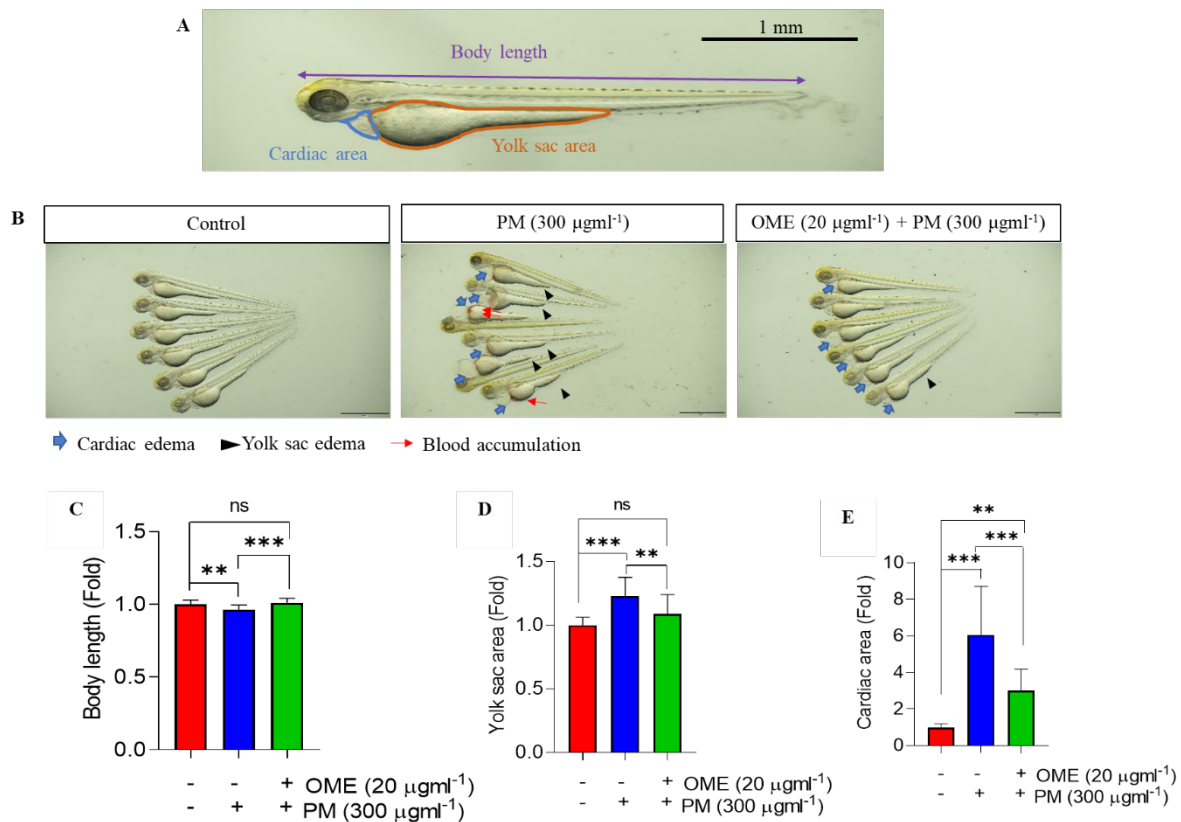 A
1 mm
Body length
Cardiac area
Yolk sac area
B
Control
PM (300 µgml⁻¹)
OME (20 µgml⁻¹) + PM (300 µgml⁻¹)
Cardiac edema
Yolk sac edema
Blood accumulation
C
ns
***
**
Body length (Fold)
1.5
1.0
0.5
0.0
- - + OME (20 µgml⁻¹)
- + + PM (300 µgml⁻¹)
D
ns
***
**
Yolk sac area (Fold)
1.5
1.0
0.5
0.0
- - + OME (20 µgml⁻¹)
- + + PM (300 µgml⁻¹)
E
**
***
***
Cardiac area (Fold )
10
8
6
4
2
0
- - + OME (20 µgml⁻¹)
- + + PM (300 µgml⁻¹)